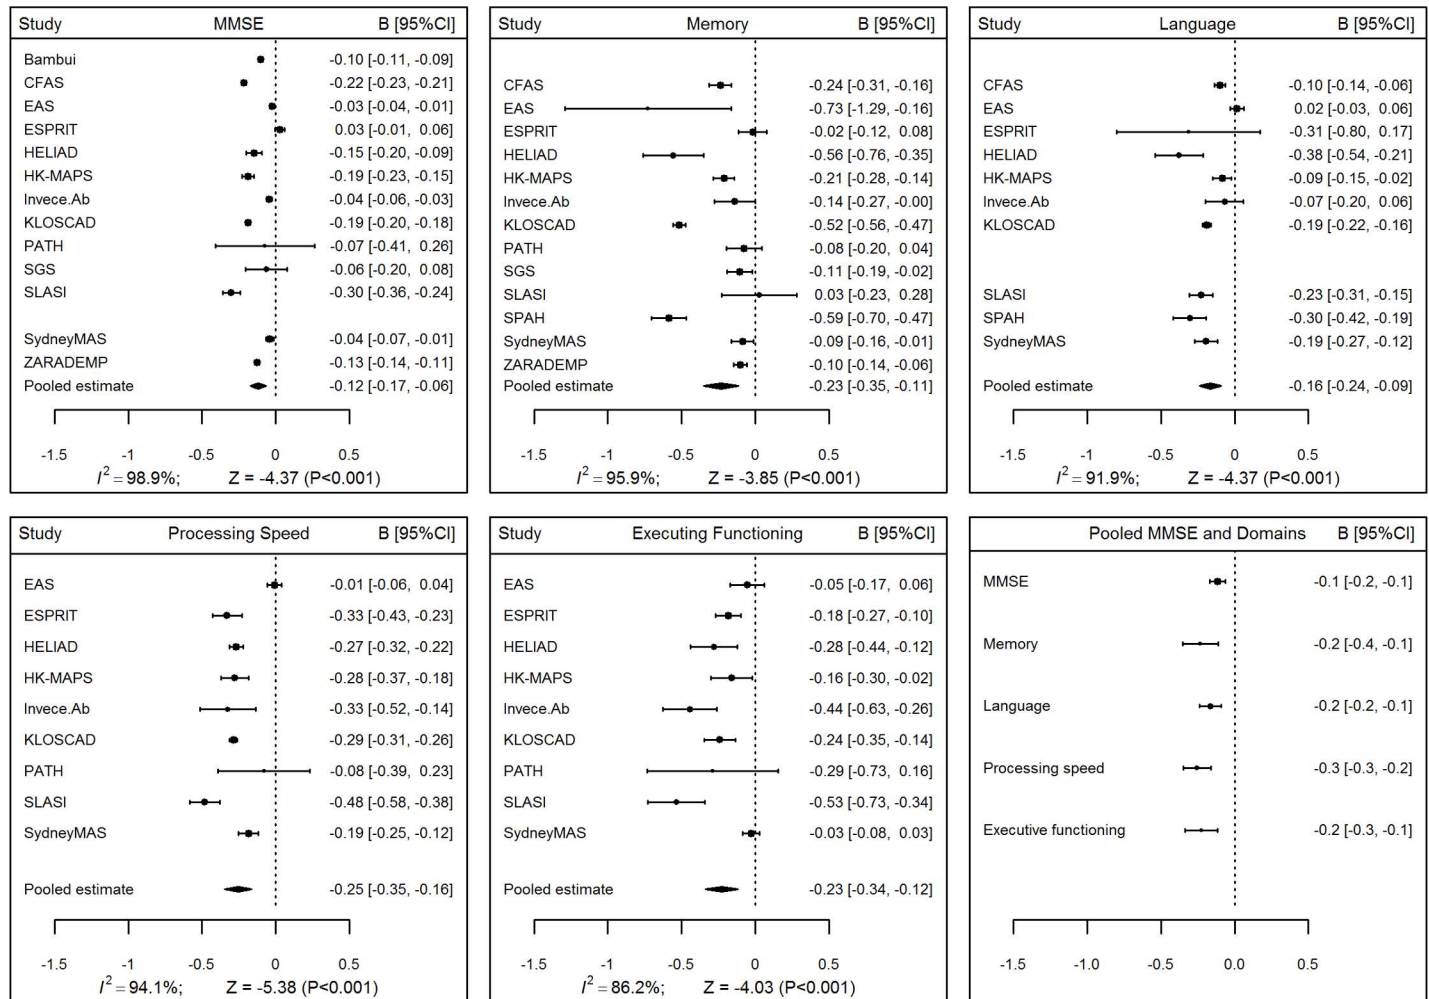 Study MMSE B [95%CI]
Bambui -0.10 [-0.11, -0.09]
CFAS -0.22 [-0.23, -0.21]
EAS -0.03 [-0.04, -0.01]
ESPRIT 0.03 [-0.01, 0.06]
HELIAD -0.15 [-0.20, -0.09]
HK-MAPS -0.19 [-0.23, -0.15]
Invece.Ab -0.04 [-0.06, -0.03]
KLOSCAD -0.19 [-0.20, -0.18]
PATH -0.07 [-0.41, 0.26]
SGS -0.06 [-0.20, 0.08]
SLASI -0.30 [-0.36, -0.24]
SydneyMAS -0.04 [-0.07, -0.01]
ZARADEMP -0.13 [-0.14, -0.11]
Pooled estimate -0.12 [-0.17, -0.06]
-1.5 -1 -0.5 0 0.5
I² = 98.9%; Z = -4.37 (P<0.001)
Study Memory B [95%CI]
CFAS -0.24 [-0.31, -0.16]
EAS -0.73 [-1.29, -0.16]
ESPRIT -0.02 [-0.12, 0.08]
HELIAD -0.56 [-0.76, -0.35]
HK-MAPS -0.21 [-0.28, -0.14]
Invece.Ab -0.14 [-0.27, -0.00]
KLOSCAD -0.52 [-0.56, -0.47]
PATH -0.08 [-0.20, 0.04]
SGS -0.11 [-0.19, -0.02]
SLASI 0.03 [-0.23, 0.28]
SPAH -0.59 [-0.70, -0.47]
SydneyMAS -0.09 [-0.16, -0.01]
ZARADEMP -0.10 [-0.14, -0.06]
Pooled estimate -0.23 [-0.35, -0.11]
-1.5 -1 -0.5 0 0.5
I² = 95.9%; Z = -3.85 (P<0.001)
Study Language B [95%CI]
CFAS -0.10 [-0.14, -0.06]
EAS 0.02 [-0.03, 0.06]
ESPRIT -0.31 [-0.80, 0.17]
HELIAD -0.38 [-0.54, -0.21]
HK-MAPS -0.09 [-0.15, -0.02]
Invece.Ab -0.07 [-0.20, 0.06]
KLOSCAD -0.19 [-0.22, -0.16]
SLASI -0.23 [-0.31, -0.15]
SPAH -0.30 [-0.42, -0.19]
SydneyMAS -0.19 [-0.27, -0.12]
Pooled estimate -0.16 [-0.24, -0.09]
-1.5 -1 -0.5 0 0.5
I² = 91.9%; Z = -4.37 (P<0.001)
Study Processing Speed B [95%CI]
EAS -0.01 [-0.06, 0.04]
ESPRIT -0.33 [-0.43, -0.23]
HELIAD -0.27 [-0.32, -0.22]
HK-MAPS -0.28 [-0.37, -0.18]
Invece.Ab -0.33 [-0.52, -0.14]
KLOSCAD -0.29 [-0.31, -0.26]
PATH -0.08 [-0.39, 0.23]
SLASI -0.48 [-0.58, -0.38]
SydneyMAS -0.19 [-0.25, -0.12]
Pooled estimate -0.25 [-0.35, -0.16]
-1.5 -1 -0.5 0 0.5
I² = 94.1%; Z = -5.38 (P<0.001)
Study Executing Functioning B [95%CI]
EAS -0.05 [-0.17, 0.06]
ESPRIT -0.18 [-0.27, -0.10]
HELIAD -0.28 [-0.44, -0.12]
HK-MAPS -0.16 [-0.30, -0.02]
Invece.Ab -0.44 [-0.63, -0.26]
KLOSCAD -0.24 [-0.35, -0.14]
PATH -0.29 [-0.73, 0.16]
SLASI -0.53 [-0.73, -0.34]
SydneyMAS -0.03 [-0.08, 0.03]
Pooled estimate -0.23 [-0.34, -0.12]
-1.5 -1 -0.5 0 0.5
I² = 86.2%; Z = -4.03 (P<0.001)
Pooled MMSE and Domains B [95%CI]
MMSE -0.1 [-0.2, -0.1]
Memory -0.2 [-0.4, -0.1]
Language -0.2 [-0.2, -0.1]
Processing speed -0.3 [-0.3, -0.2]
Executive functioning -0.2 [-0.3, -0.1]
-1.5 -1.0 -0.5 0 0.5